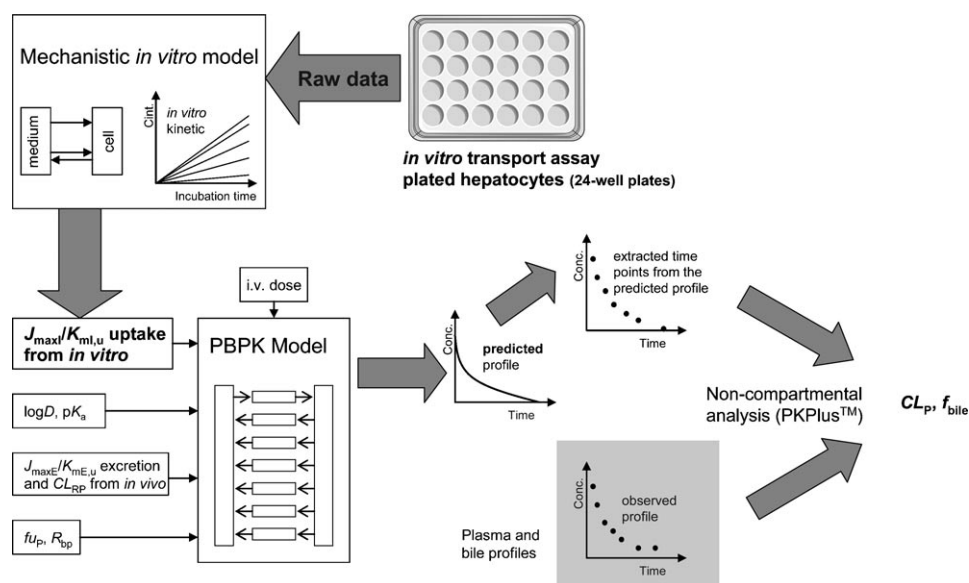 Mechanistic in vitro model
medium
cell
Cint.
in vitro
kinetic
Incubation time
Raw data
in vitro transport assay
plated hepatocytes (24-well plates)
i.v. dose
JmaxI/KmI,u uptake
from in vitro
logD, pKa
JmaxE/KmE,u excretion
and CLRP from in vivo
fuP, Rbp
PBPK Model
Conc.
predicted
profile
Time
Conc.
extracted time
points from the
predicted profile
Time
Non-compartmental
analysis (PKPlus™)
CLP, fbile
Plasma and
bile profiles
Conc.
observed
profile
Time